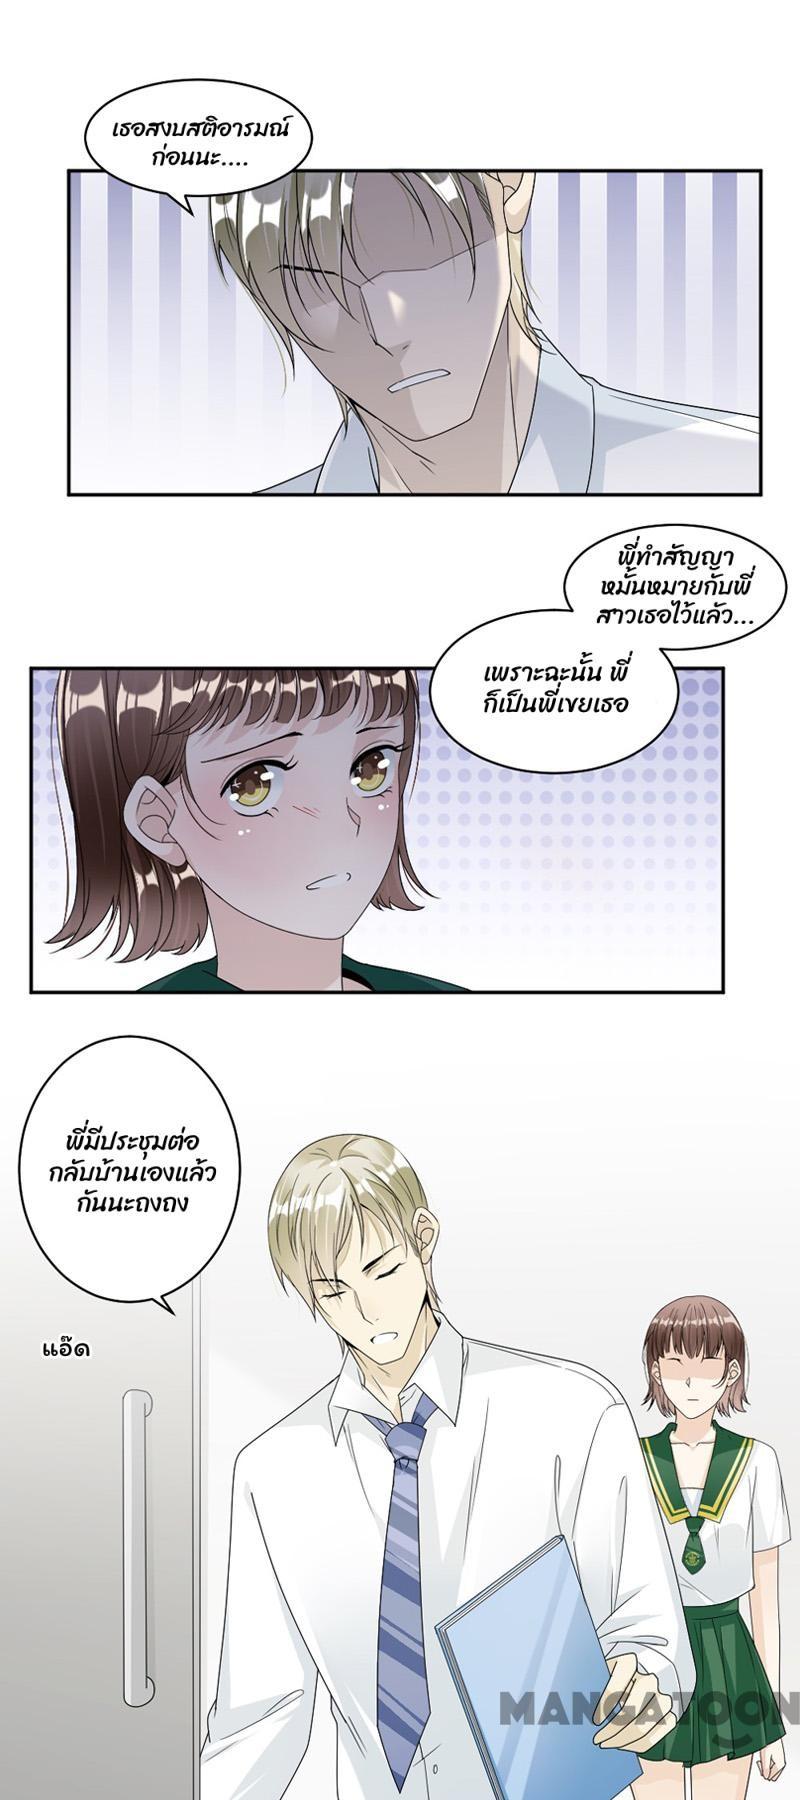 เธอสงบสติอารมณ์
ก่อนนะ....
พี่ทำสัญญา
หมั้นหมายกับพี่
สาวเธอไว้แล้ว...
เพราะฉะนั้น พี่
ก็เป็นพี่เขยเธอ
พี่มีประชุมต่อ
กลับบ้านเองแล้ว
กันนะถงถง
แอ๊ด
MANGATOON